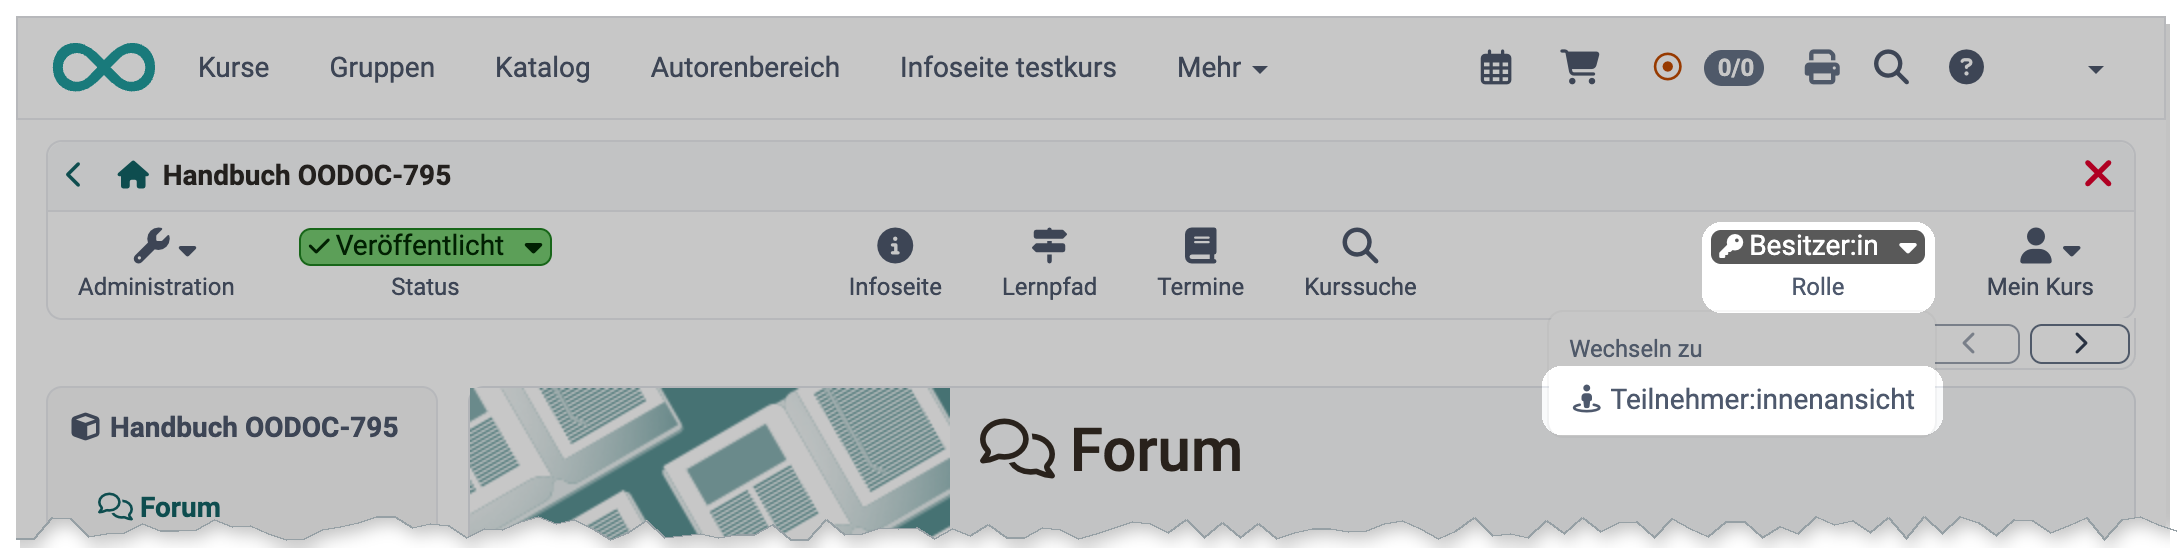 Kurse Gruppen Katalog Autorenbereich Infoseite testkurs Mehr 0/0 ?
Handbuch OODOC-795
Veröffentlicht Besitzer:in
Administration Status Infoseite Lernpfad Termine Kurssuche Rolle Mein Kurs
Wechseln zu
Teilnehmer:innenansicht
Handbuch OODOC-795
Forum
Forum